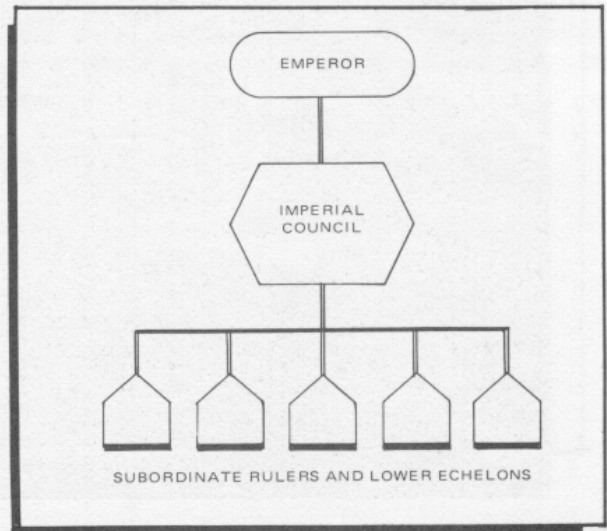 EMPEROR
IMPERIAL
COUNCIL
SUBORDINATE RULERS AND LOWER ECHELONS